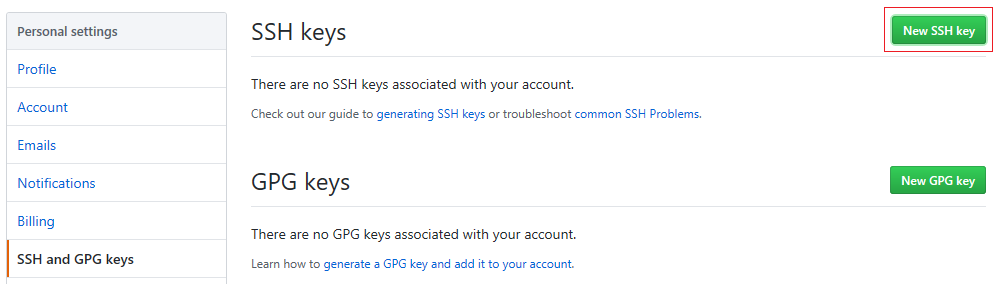 Personal settings
Profile
Account
Emails
Notifications
Billing
SSH and GPG keys
SSH keys
New SSH key
There are no SSH keys associated with your account.
Check out our guide to generating SSH keys or troubleshoot common SSH Problems.
GPG keys
New GPG key
There are no GPG keys associated with your account.
Learn how to generate a GPG key and add it to your account.